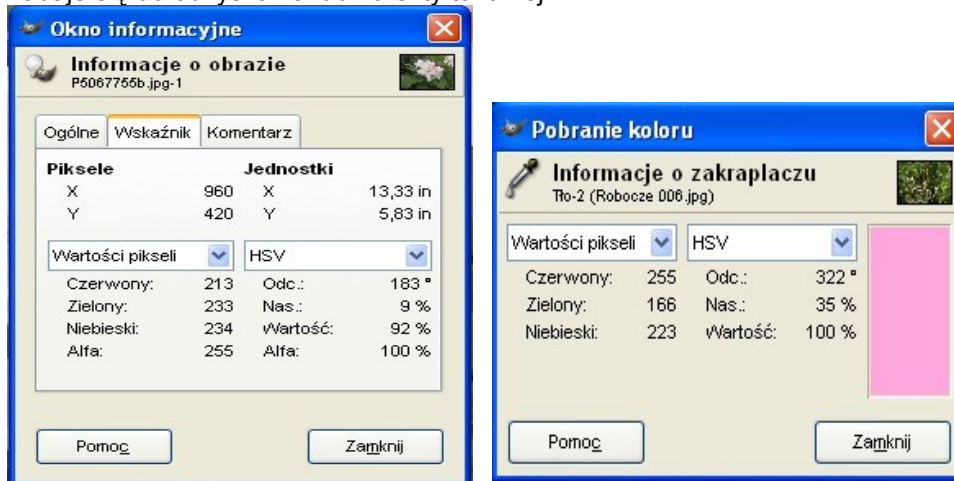 Okno informacyjne
Informacje o obrazie
P5067755b.jpg-1
Ogólne Wskaźnik Komentarz
Piksele Jednostki
X 960 X 13,33 in
Y 420 Y 5,83 in
Wartości pikseli HSV
Czerwony: 213 Odc.: 183 °
Zielony: 233 Nas.: 9 %
Niebieski: 234 Wartość: 92 %
Alfa: 255 Alfa: 100 %
Pomoc Zamknij
Pobranie koloru
Informacje o zakraplaczu
Tło-2 (Robocze 006.jpg)
Wartości pikseli HSV
Czerwony: 255 Odc.: 322 °
Zielony: 166 Nas.: 35 %
Niebieski: 223 Wartość: 100 %
Pomoc Zamknij